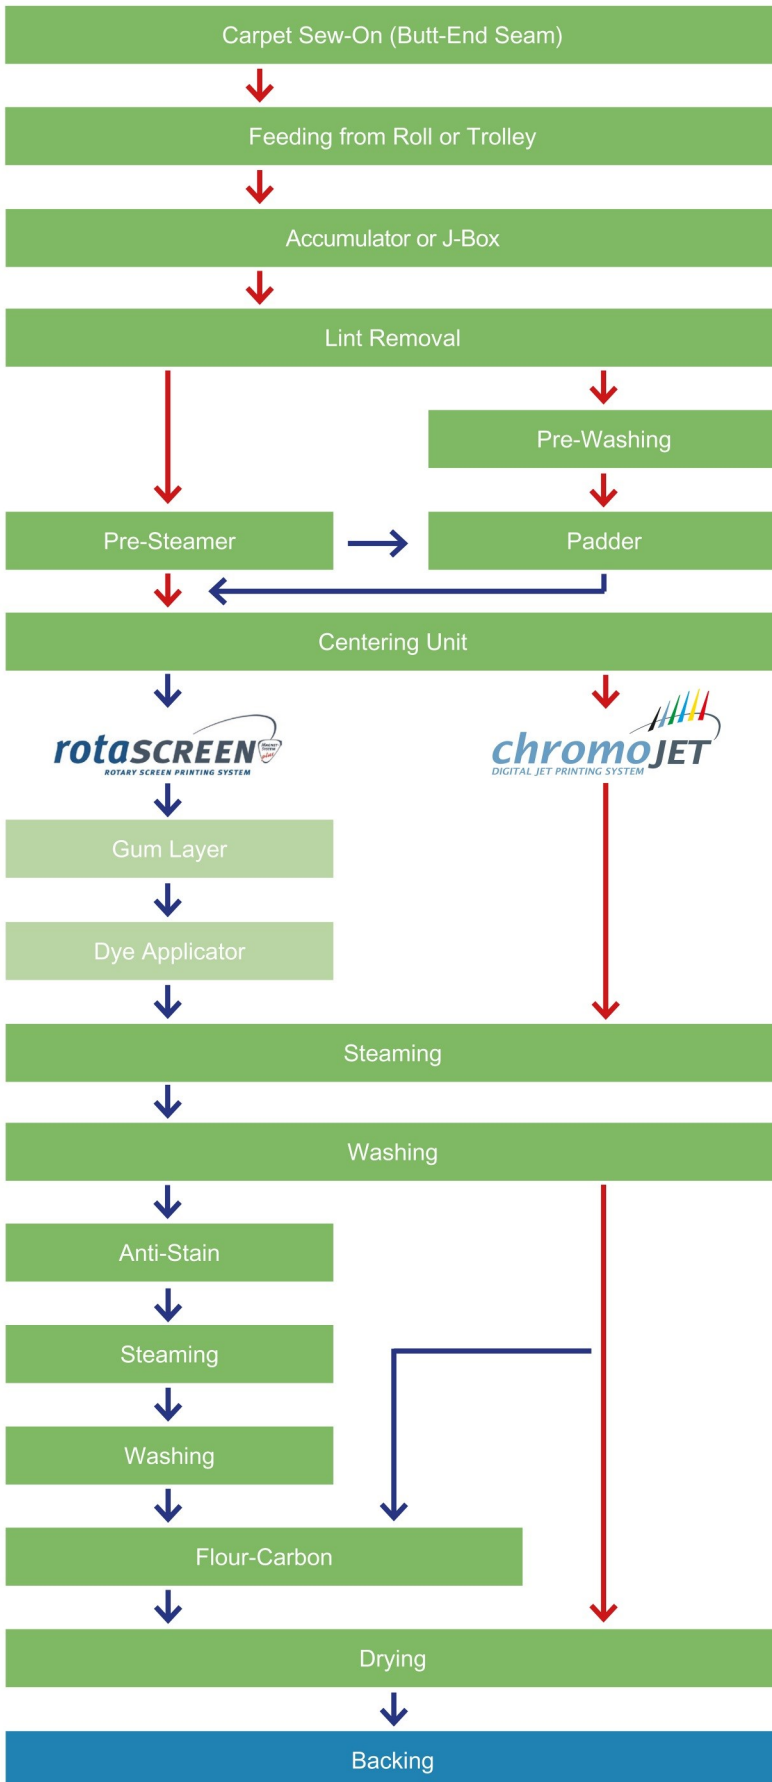 Carpet Sew-On (Butt-End Seam)
Feeding from Roll or Trolley
Accumulator or J-Box
Lint Removal
Pre-Washing
Pre-Steamer
Padder
Centering Unit
rotaSCREEN
ROTARY SCREEN PRINTING SYSTEM
chromoJET
DIGITAL JET PRINTING SYSTEM
Gum Layer
Dye Applicator
Steaming
Washing
Anti-Stain
Steaming
Washing
Flour-Carbon
Drying
Backing